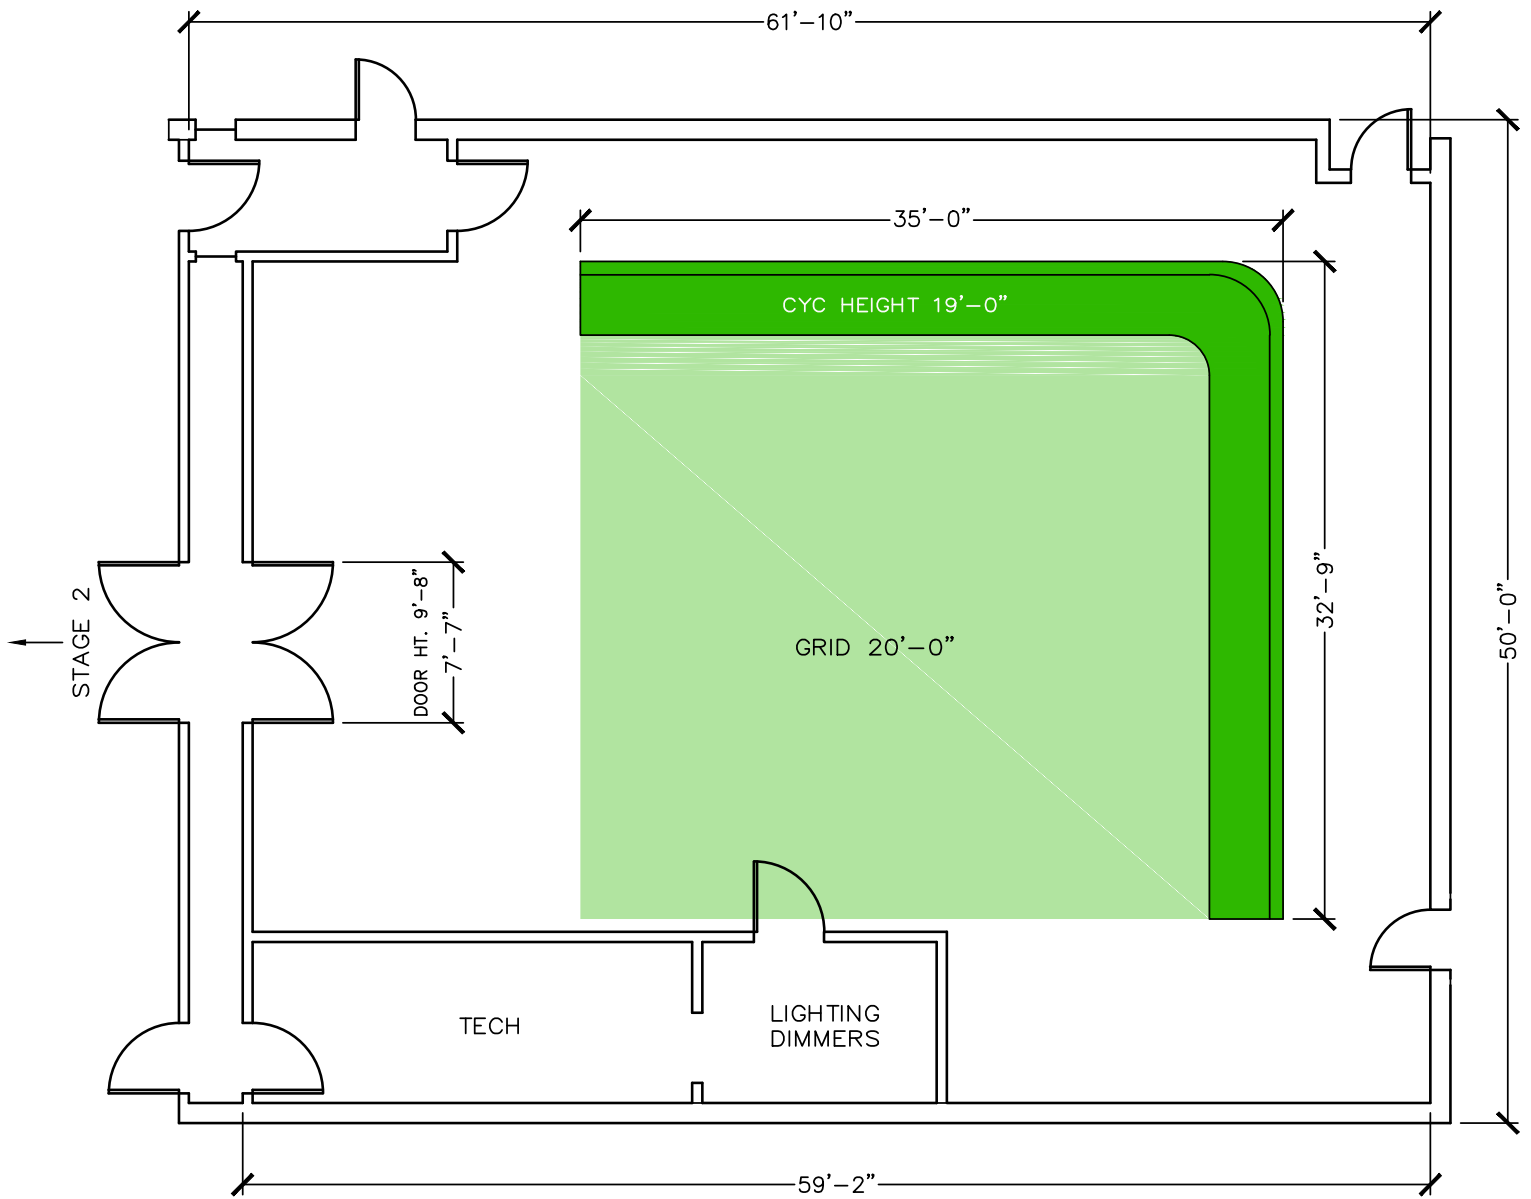 61'-10"
35'-0"
CYC HEIGHT 19'-0"
32'-9"
50'-0"
STAGE 2
DOOR HT. 9'-8"
7'-7"
GRID 20'-0"
TECH
LIGHTING
DIMMERS
59'-2"